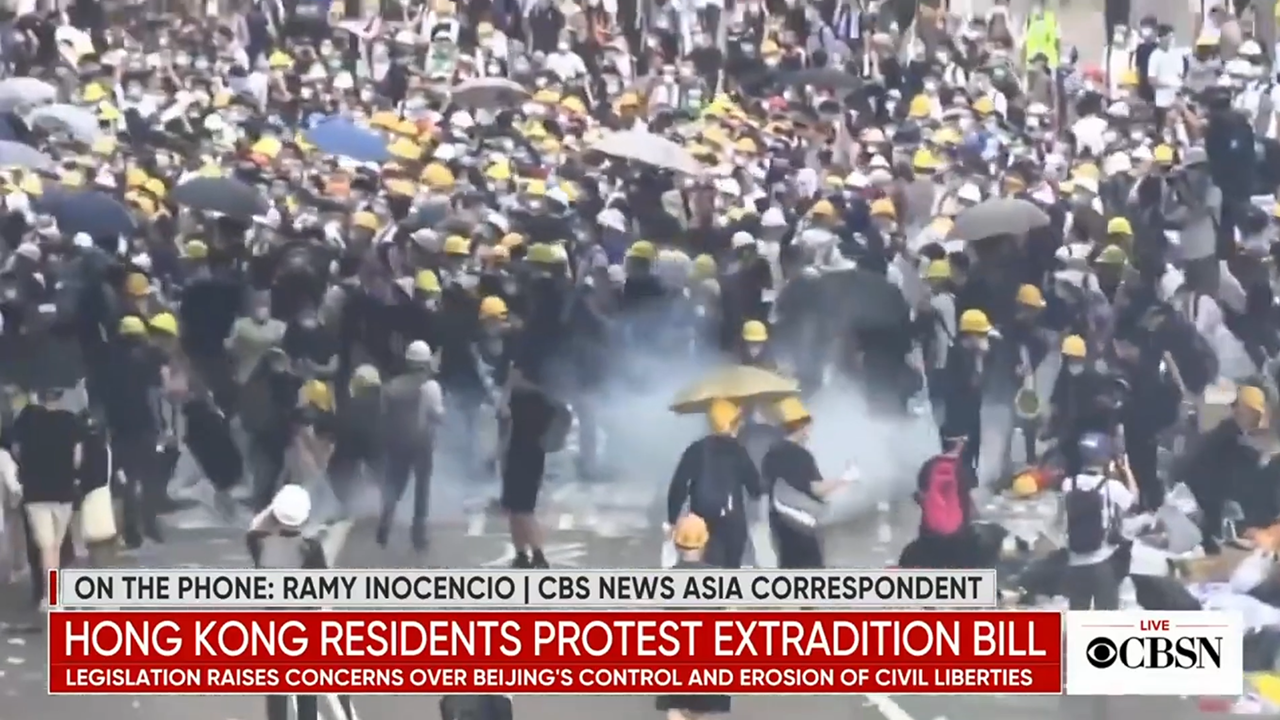 ON THE PHONE: RAMY INOCENCIO | CBS NEWS ASIA CORRESPONDENT
HONG KONG RESIDENTS PROTEST EXTRADITION BILL
LEGISLATION RAISES CONCERNS OVER BEIJING'S CONTROL AND EROSION OF CIVIL LIBERTIES
LIVE
CBSN